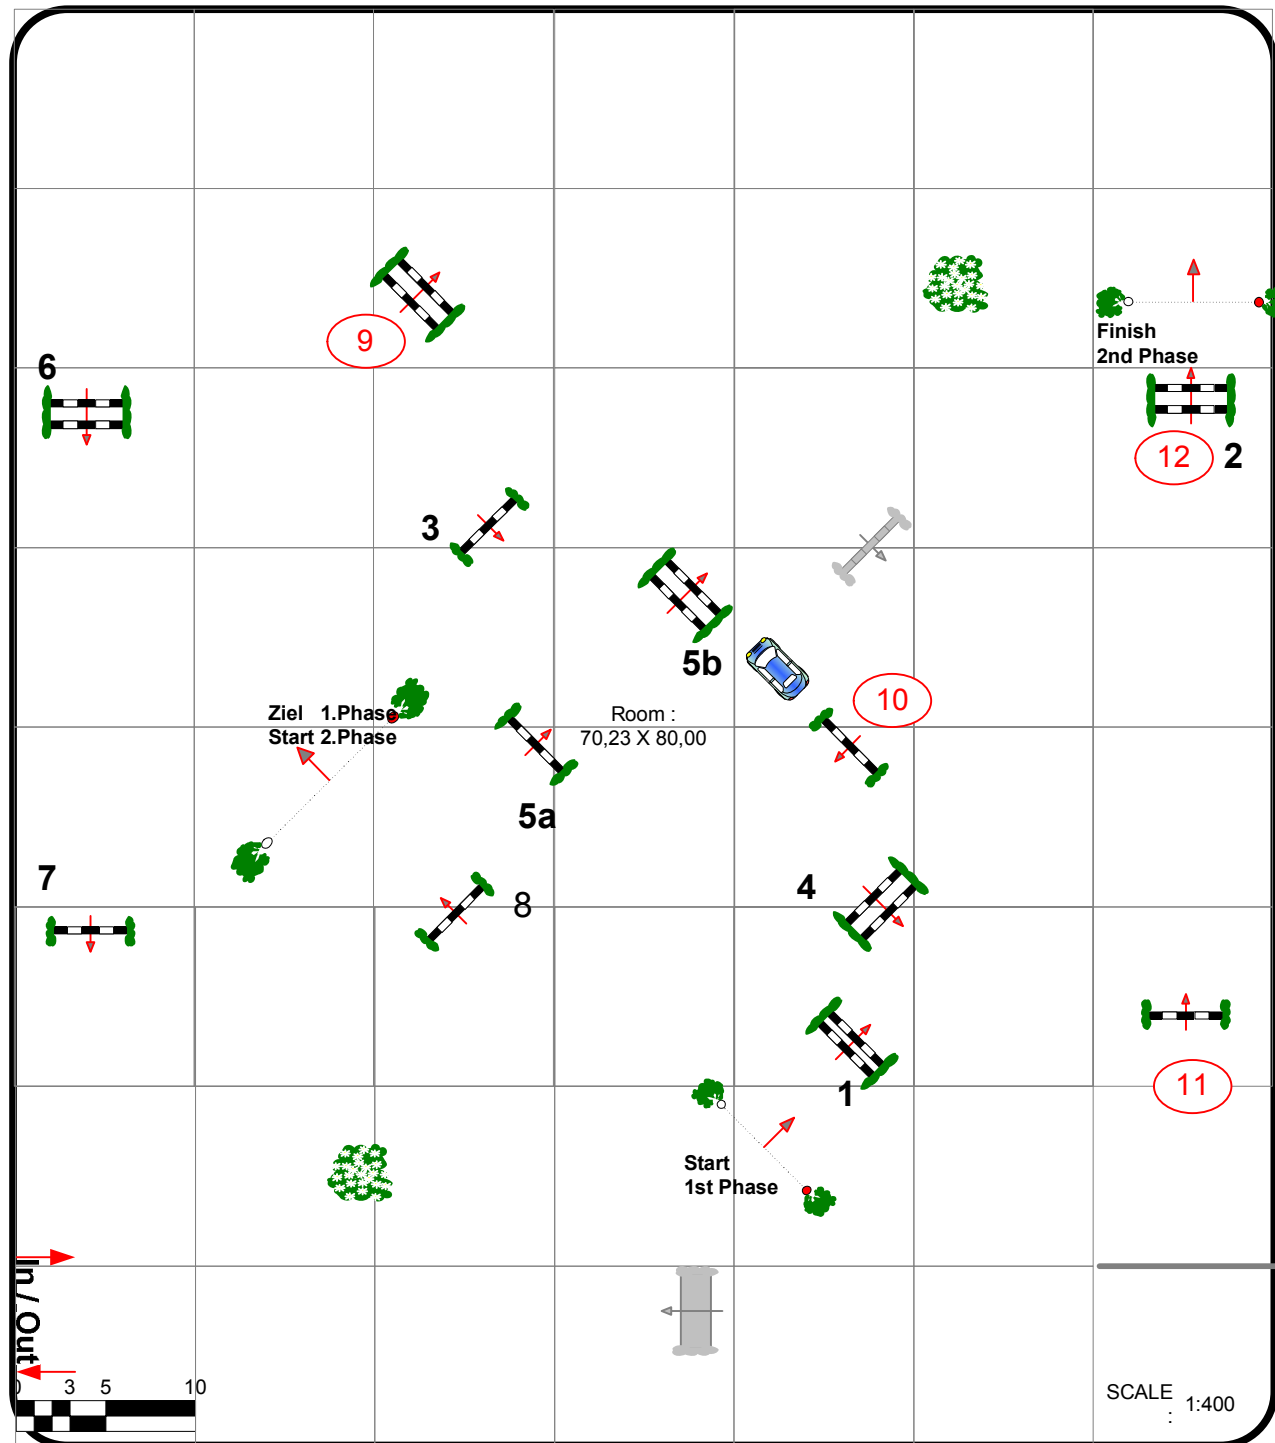 9
Finish
2nd Phase
6
12 2
3
5b
10
Ziel 1.Phase
Start 2.Phase
Room :
70,23 X 80,00
5a
7
4
8
1
11
Start
1st Phase
In / Out
0 3 5 10
SCALE : 1:400